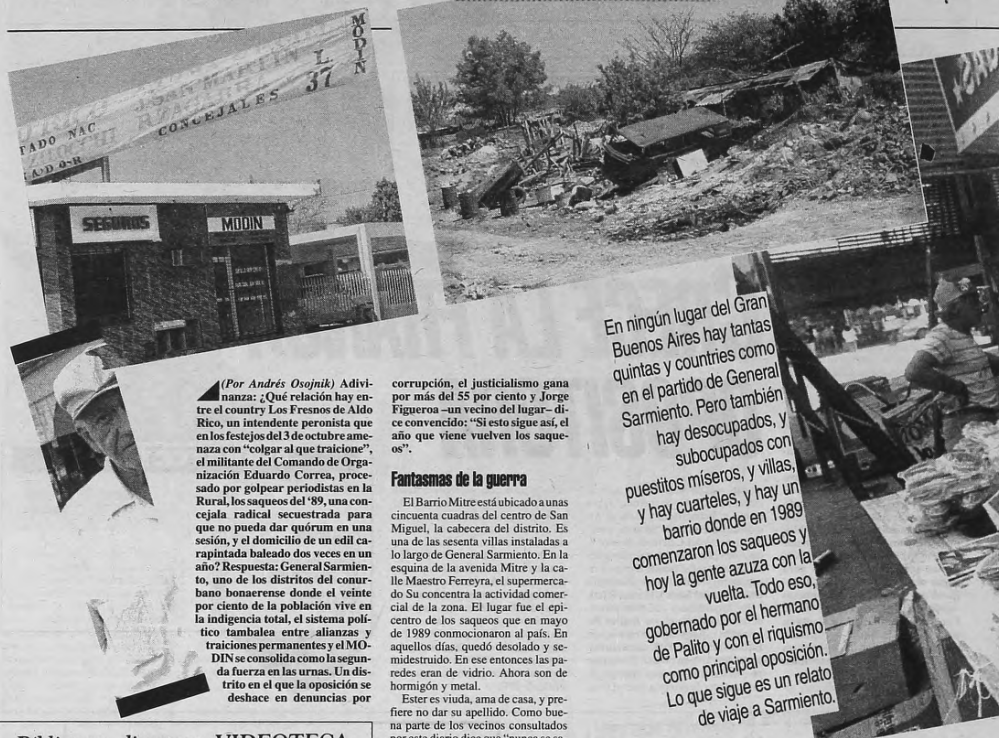 MODIN
SAN MARTIN L
37
CONCEJALES
TADO NAC
SEGUROS
MODIN
En ningún lugar del Gran
Buenos Aires hay tantas
quintas y countries como
en el partido de General
Sarmiento. Pero también
hay desocupados, y
subocupados con
puestitos míseros, y villas,
y hay cuarteles, y hay un
barrio donde en 1989
comenzaron los saqueos y
hoy la gente azuza con la
vuelta. Todo eso,
gobernado por el hermano
de Palito y con el riquismo
como principal oposición.
Lo que sigue es un relato
de viaje a Sarmiento.
(Por Andrés Osojnik) Adivi-
nanza: ¿Qué relación hay en-
tre el country Los Fresnos de Aldo
Rico, un intendente peronista que
en los festejos del 3 de octubre ame-
naza con "colgar al que traicione",
el militante del Comando de Orga-
nización Eduardo Correa, proce-
sado por golpear periodistas en la
Rural, los saqueos del '89, una con-
cejala radical secuestrada para
que no pueda dar quórum en una
sesión, y el domicilio de un edil ca-
rapintada baleado dos veces en un
año? Respuesta: General Sarmien-
to, uno de los distritos del conur-
bano bonaerense donde el veinte
por ciento de la población vive en
la indigencia total, el sistema polí-
tico tambalea entre alianzas y
traiciones permanentes y el MO-
DIN se consolida como la segun-
da fuerza en las urnas. Un dis-
trito en el que la oposición se
deshace en denuncias por
corrupción, el justicialismo gana
por más del 55 por ciento y Jorge
Figueroa –un vecino del lugar– di-
ce convencido: "Si esto sigue así, el
año que viene vuelven los saque-
os".
Fantasmas de la guerra
El Barrio Mitre está ubicado a unas
cincuenta cuadras del centro de San
Miguel, la cabecera del distrito. Es
una de las sesenta villas instaladas a
lo largo de General Sarmiento. En la
esquina de la avenida Mitre y la ca-
lle Maestro Ferreyra, el supermerca-
do Su concentra la actividad comer-
cial de la zona. El lugar fue el epi-
centro de los saqueos que en mayo
de 1989 conmocionaron al país. En
aquellos días, quedó desolado y se-
midestruido. En ese entonces las pa-
redes eran de vidrio. Ahora son de
hormigón y metal.
Ester es viuda, ama de casa, y pre-
fiere no dar su apellido. Como bue-
na parte de los vecinos consultados
por este diario dice que "nunca se
VIDEOTECA